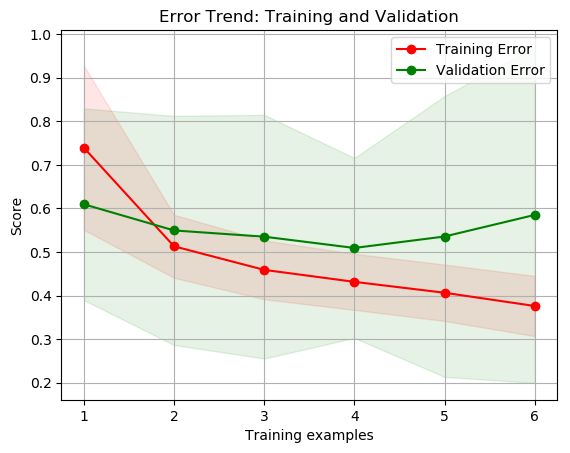 Error Trend: Training and Validation
Training Error
Validation Error
Score
1.0
0.9
0.8
0.7
0.6
0.5
0.4
0.3
0.2
1 2 3 4 5 6
Training examples